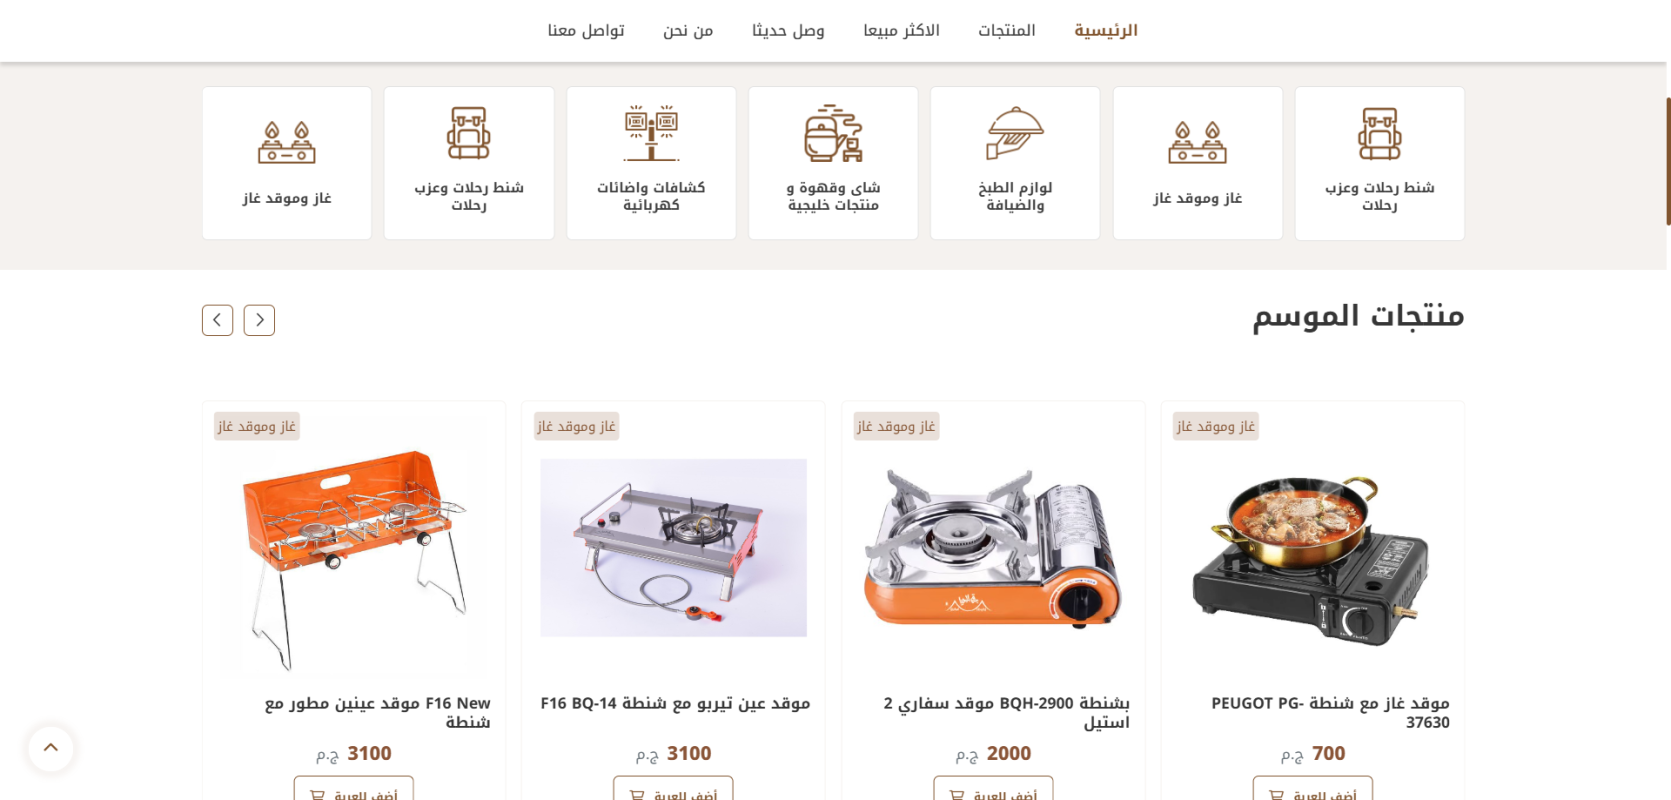 الرئيسية
المنتجات
الاكثر مبيعا
وصل حديثا
من نحن
تواصل معنا
شنط رحلات وعزب
رحلات
غاز وموقد غاز
لوازم الطبخ
والضيافة
شاى وقهوة و
منتجات خليجية
كشافات واضائات
كهربائية
شنط رحلات وعزب
رحلات
غاز وموقد غاز
منتجات الموسم
غاز وموقد غاز
موقد غاز مع شنطة PEUGOT PG-
37630
700 ج.م
أضف للعربة
غاز وموقد غاز
بشنطة BQH-2900 موقد سفاري 2
استيل
2000 ج.م
أضف للعربة
غاز وموقد غاز
موقد عين تيربو مع شنطة F16 BQ-14
3100 ج.م
أضف للعربة
غاز وموقد غاز
F16 New موقد عينين مطور مع
شنطة
3100 ج.م
أضف للعربة